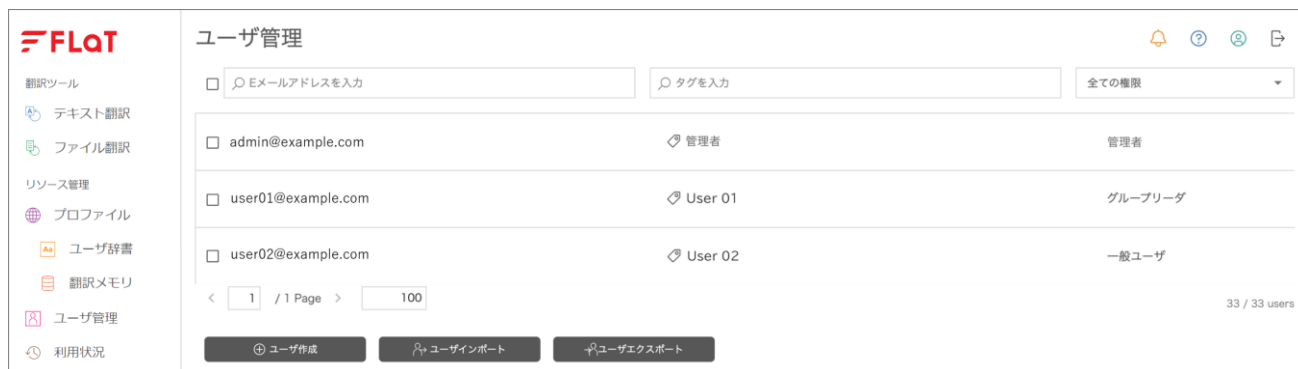 FLaT
翻訳ツール
テキスト翻訳
ファイル翻訳
リソース管理
プロファイル
Aa ユーザ辞書
翻訳メモリ
ユーザ管理
利用状況
ユーザ管理
Eメールアドレスを入力 タグを入力 全ての権限
admin@example.com 管理者 管理者
user01@example.com User 01 グループリーダ
user02@example.com User 02 一般ユーザ
< 1 / 1 Page > 100 33 / 33 users
ユーザ作成 ユーザインポート ユーザエクスポート